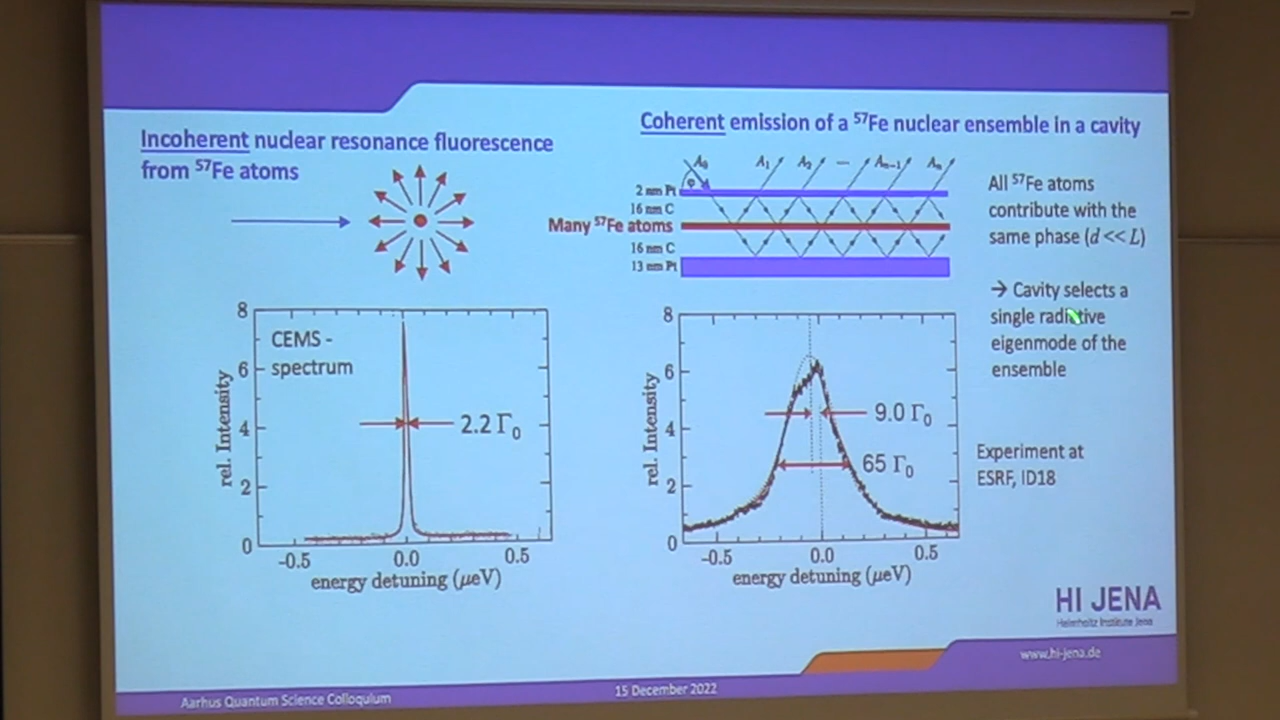 Incoherent nuclear resonance fluorescence
from ⁵⁷Fe atoms
CEMS -
spectrum
2.2 Γ₀
rel. Intensity
8
6
4
2
0
-0.5
0.0
0.5
energy detuning (μeV)
Coherent emission of a ⁵⁷Fe nuclear ensemble in a cavity
A₀
A₁
A₂
—
Aₙ₋₁
Aₙ
φ
2 nm Pt
16 nm C
Many ⁵⁷Fe atoms
16 nm C
13 nm Pt
9.0 Γ₀
65 Γ₀
rel. Intensity
8
6
4
2
0
-0.5
0.0
0.5
energy detuning (μeV)
All ⁵⁷Fe atoms
contribute with the
same phase (d << L)
→ Cavity selects a
single radiative
eigenmode of the
ensemble
Experiment at
ESRF, ID18
HI JENA
Helmholtz Institute Jena
www.hi-jena.de
Aarhus Quantum Science Colloquium
15 December 2022